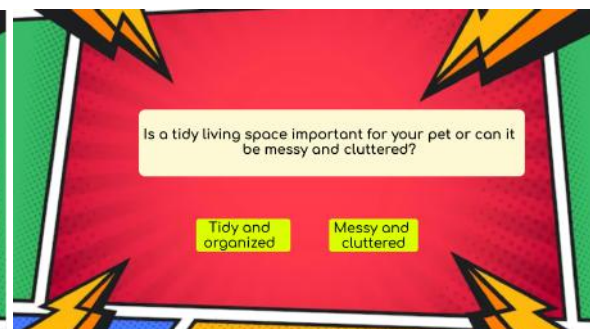 Is a tidy living space important for your pet or can it
be messy and cluttered?
Tidy and
organized
Messy and
cluttered